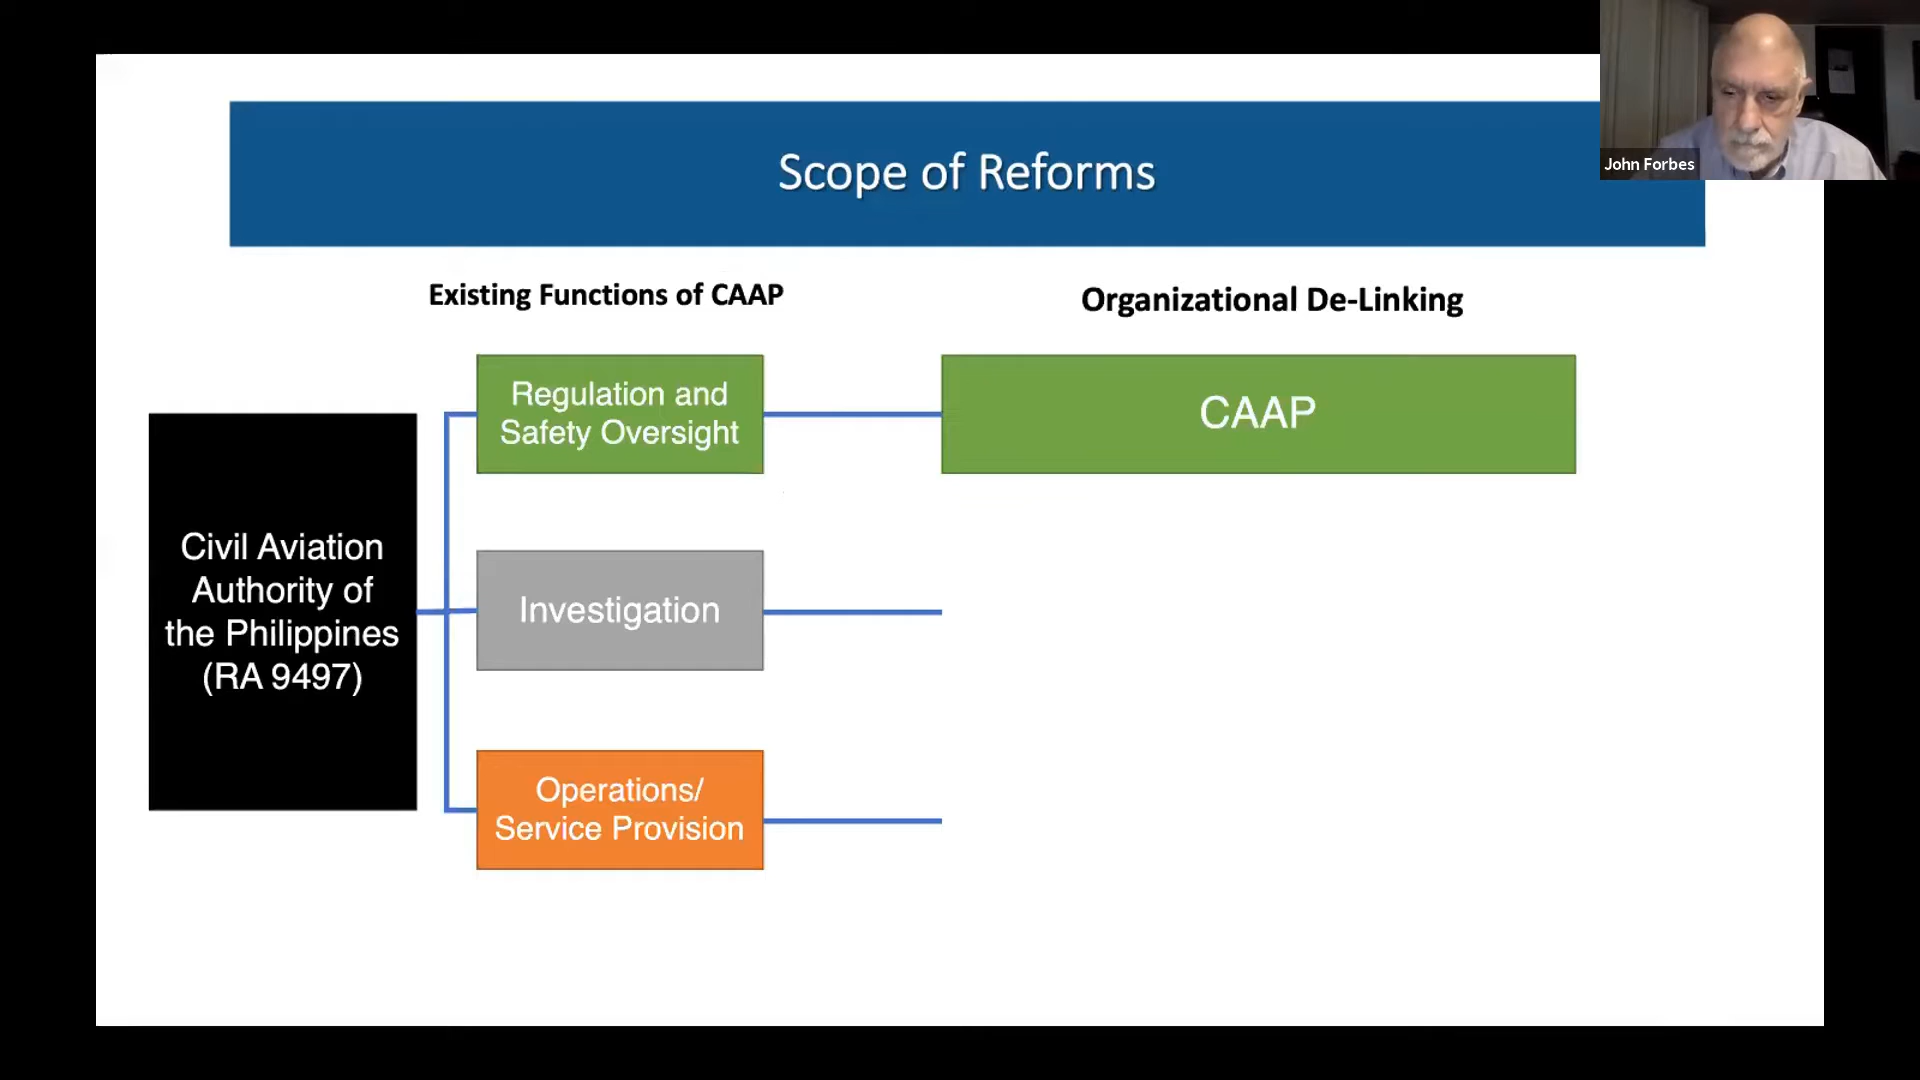 John Forbes
Scope of Reforms
Existing Functions of CAAP
Organizational De-Linking
Regulation and
Safety Oversight
CAAP
Civil Aviation
Authority of
the Philippines
(RA 9497)
Investigation
Operations/
Service Provision